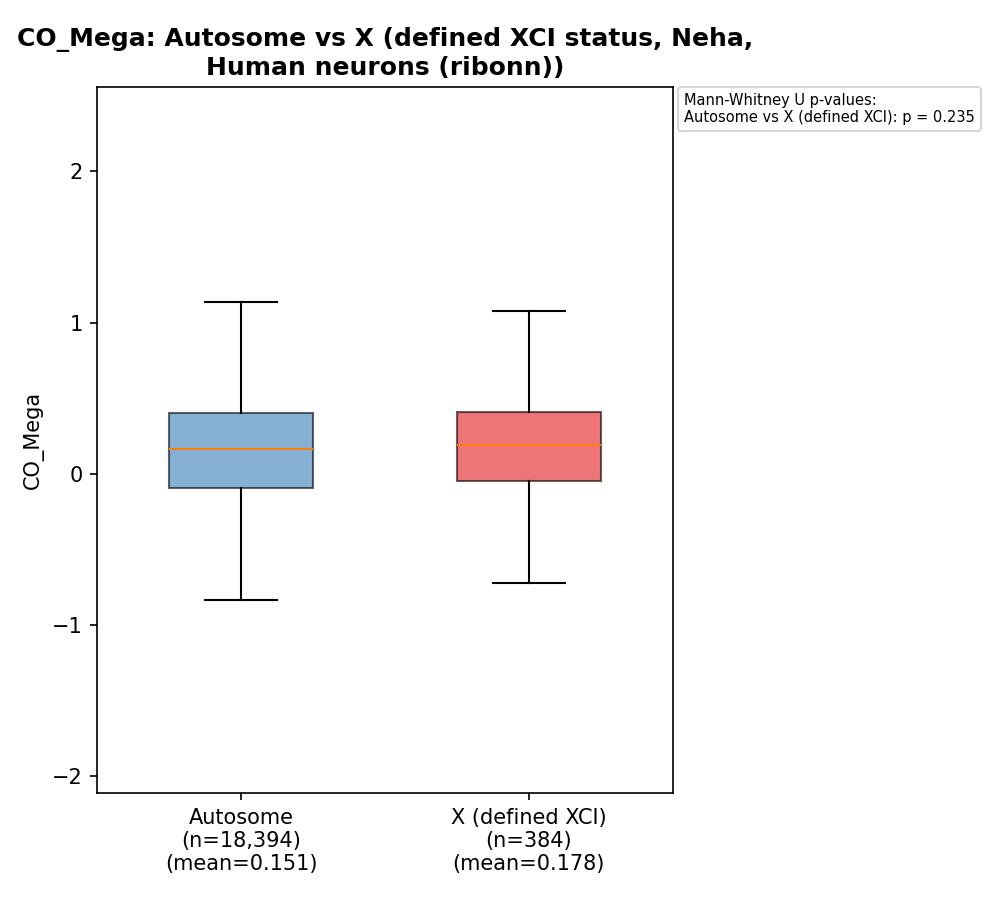 CO_Mega: Autosome vs X (defined XCI status, Neha,
Human neurons (ribonn))
Mann-Whitney U p-values:
Autosome vs X (defined XCI): p = 0.235
CO_Mega
2
1
0
−1
−2
Autosome
(n=18,394)
(mean=0.151)
X (defined XCI)
(n=384)
(mean=0.178)